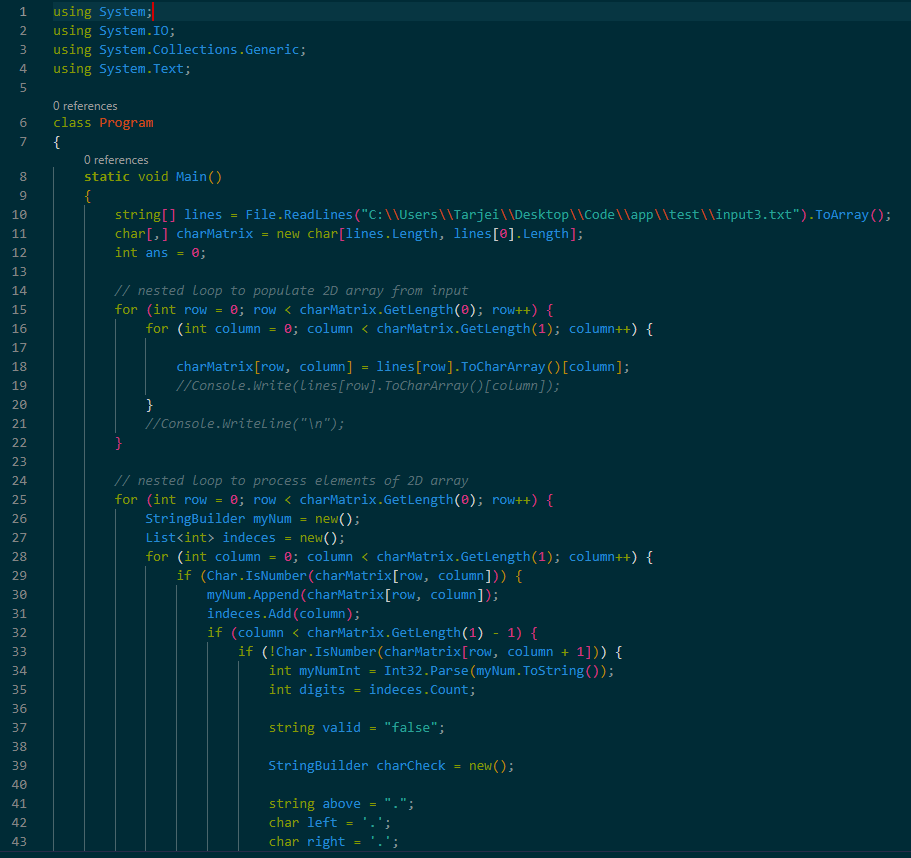 1 using System;
2 using System.IO;
3 using System.Collections.Generic;
4 using System.Text;
5
0 references
6 class Program
7 {
0 references
8 static void Main()
9 {
10 string[] lines = File.ReadLines("C:\\Users\\Tarjei\\Desktop\\Code\\app\\test\\input3.txt").ToArray();
11 char[,] charMatrix = new char[lines.Length, lines[0].Length];
12 int ans = 0;
13
14 // nested loop to populate 2D array from input
15 for (int row = 0; row < charMatrix.GetLength(0); row++) {
16 for (int column = 0; column < charMatrix.GetLength(1); column++) {
17
18 charMatrix[row, column] = lines[row].ToCharArray()[column];
19 //Console.Write(lines[row].ToCharArray()[column]);
20 }
21 //Console.WriteLine("\n");
22 }
23
24 // nested loop to process elements of 2D array
25 for (int row = 0; row < charMatrix.GetLength(0); row++) {
26 StringBuilder myNum = new();
27 List<int> indeces = new();
28 for (int column = 0; column < charMatrix.GetLength(1); column++) {
29 if (Char.IsNumber(charMatrix[row, column])) {
30 myNum.Append(charMatrix[row, column]);
31 indeces.Add(column);
32 if (column < charMatrix.GetLength(1) - 1) {
33 if (!Char.IsNumber(charMatrix[row, column + 1])) {
34 int myNumInt = Int32.Parse(myNum.ToString());
35 int digits = indeces.Count;
36
37 string valid = "false";
38
39 StringBuilder charCheck = new();
40
41 string above = ".";
42 char left = '.';
43 char right = '.';